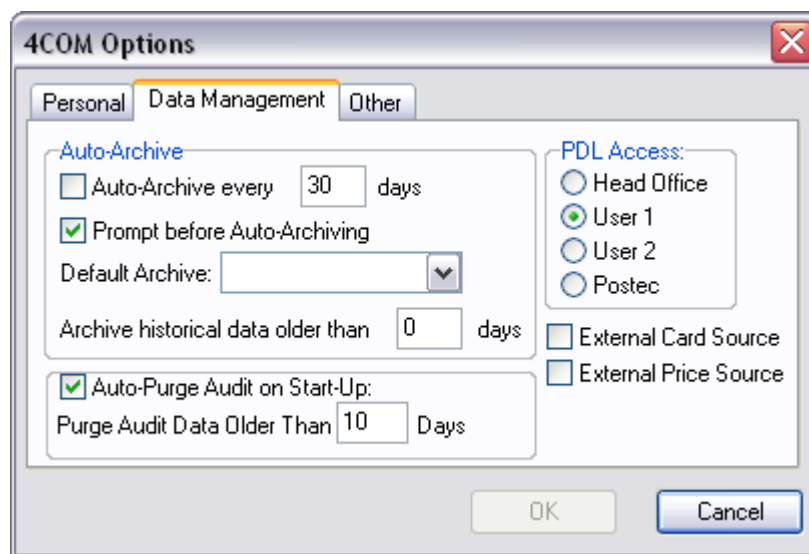 4COM Options
Personal Data Management Other
Auto-Archive
Auto-Archive every 30 days
Prompt before Auto-Archiving
Default Archive:
Archive historical data older than 0 days
Auto-Purge Audit on Start-Up:
Purge Audit Data Older Than 10 Days
PDL Access:
Head Office
User 1
User 2
Postec
External Card Source
External Price Source
OK Cancel